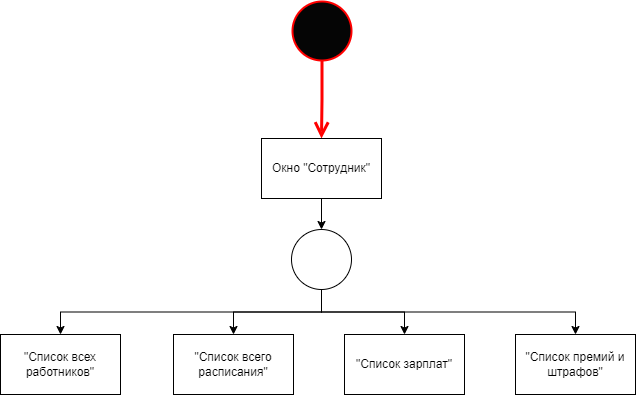 Окно "Сотрудник"
"Список всех
работников"
"Список всего
расписания"
"Список зарплат"
"Список премий и
штрафов"